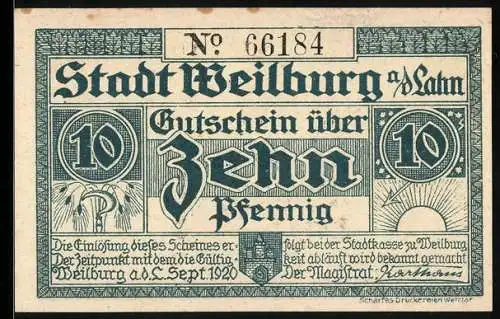 No. 66184
Stadt Weilburg a/d Lahn
Gutschein über
10 Zehn 10
Pfennig
Die Einlösung dieses Scheines er- folgt bei der Stadtkasse zu Weilburg
Der Zeitpunkt mit dem die Gültig- keit abläuft wird bekannt gemacht
Weilburg a.d.L. Sept. 1920 Der Magistrat: Karthaus
Scharfes Druckereien Wetzlar